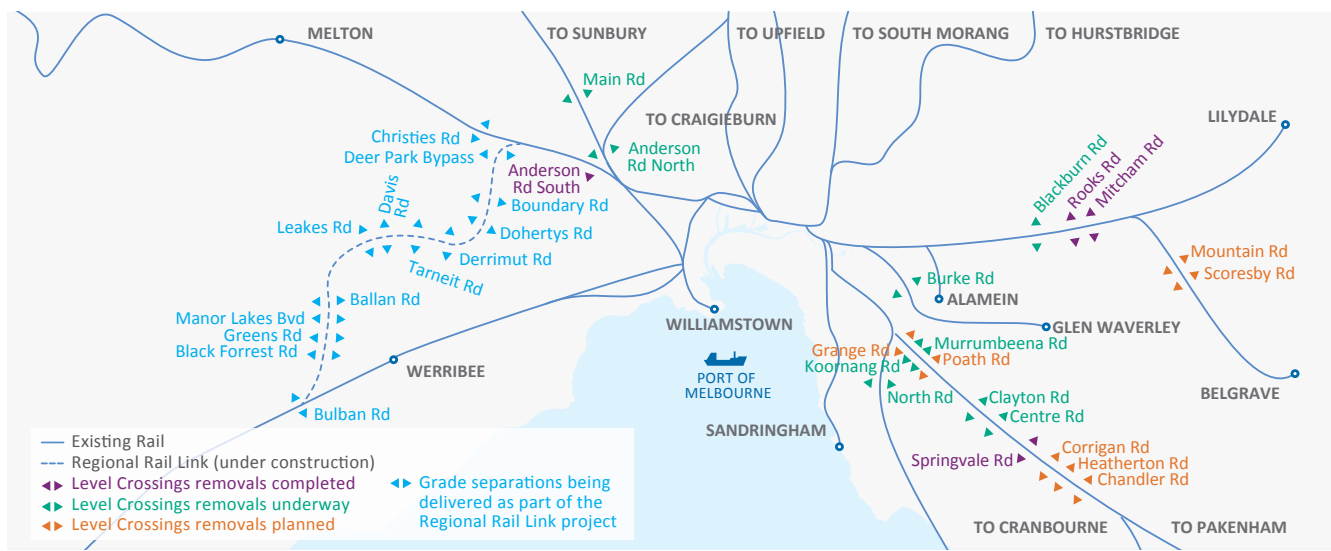 MELTON
TO SUNBURY
TO UPFIELD
TO SOUTH MORANG
TO HURSTBRIDGE
Main Rd
TO CRAIGIEBURN
LILYDALE
Christies Rd
Deer Park Bypass
Anderson
Rd North
Anderson
Rd South
Blackburn Rd
Rooks Rd
Mitcham Rd
Davis
Rd
Boundary Rd
Leakes Rd
Dohertys Rd
Derrimut Rd
Tarneit Rd
Mountain Rd
Scoresby Rd
Burke Rd
ALAMEIN
Ballan Rd
Manor Lakes Bvd
Greens Rd
Black Forrest Rd
WILLIAMSTOWN
GLEN WAVERLEY
Grange Rd
Murrumbeena Rd
Poath Rd
Koornang Rd
WERRIBEE
PORT OF
MELBOURNE
North Rd
BELGRAVE
Bulban Rd
Clayton Rd
Centre Rd
SANDRINGHAM
Springvale Rd
Corrigan Rd
Heatherton Rd
Chandler Rd
TO CRANBOURNE
TO PAKENHAM
Existing Rail
Regional Rail Link (under construction)
Level Crossings removals completed
Level Crossings removals underway
Level Crossings removals planned
Grade separations being
delivered as part of the
Regional Rail Link project